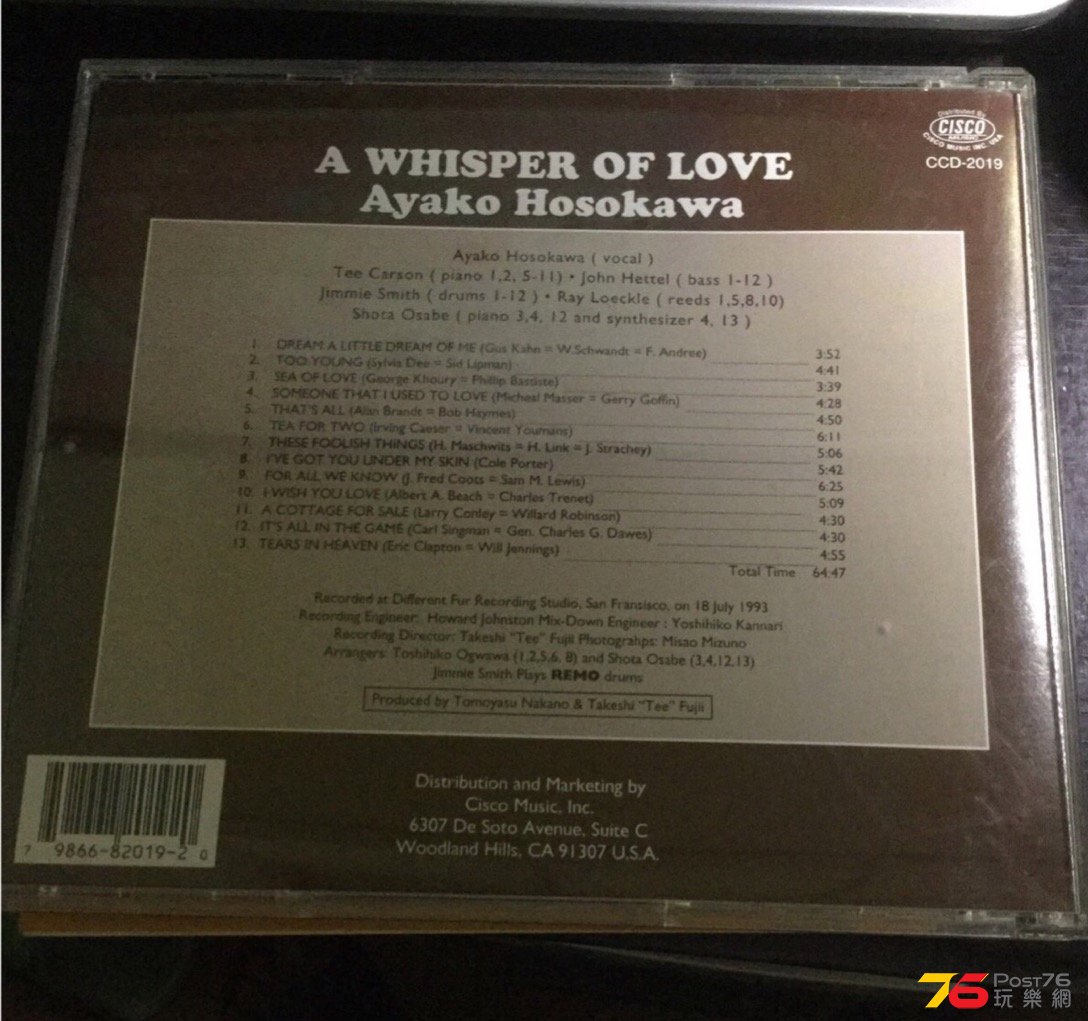 Distributed By
CISCO
MUSIC
CISCO MUSIC INC. USA
CCD-2019
A WHISPER OF LOVE
Ayako Hosokawa
Ayako Hosokawa ( vocal )
Tee Carson ( piano 1,2, 5-11) • John Hettel ( bass 1-12 )
Jimmie Smith ( drums 1-12 ) • Ray Loeckle ( reeds 1,5,8,10)
Shota Osabe ( piano 3,4, 12 and synthesizer 4, 13 )
1. DREAM A LITTLE DREAM OF ME (Gus Kahn = W.Schwandt = F. Andree) 3:52
2. TOO YOUNG (Sylvia Dee = Sid Lipman) 4:41
3. SEA OF LOVE (George Khoury = Phillip Bastiste) 3:39
4. SOMEONE THAT I USED TO LOVE (Micheal Masser = Gerry Goffin) 4:28
5. THAT'S ALL (Alan Brandt = Bob Haymes) 4:50
6. TEA FOR TWO (Irving Caeser = Vincent Youmans) 6:11
7. THESE FOOLISH THINGS (H. Maschwits = H. Link = J. Strachey) 5:06
8. I'VE GOT YOU UNDER MY SKIN (Cole Porter) 5:42
9. FOR ALL WE KNOW (J. Fred Coots = Sam M. Lewis) 6:25
10. I WISH YOU LOVE (Albert A. Beach = Charles Trenet) 5:09
11. A COTTAGE FOR SALE (Larry Conley = Willard Robinson) 4:30
12. IT'S ALL IN THE GAME (Carl Singman = Gen. Charles G. Dawes) 4:30
13. TEARS IN HEAVEN (Eric Clapton = Will Jennings) 4:55
Total Time 64:47
Recorded at Different Fur Recording Studio, San Fransisco, on 18 July 1993
Recording Engineer: Howard Johnston Mix-Down Engineer : Yoshihiko Kannari
Recording Director: Takeshi "Tee" Fujii Photograhps: Misao Mizuno
Arrangers: Toshihiko Ogwawa (1,2,5,6, 8) and Shota Osabe (3,4,12,13)
Jimmie Smith Plays REMO drums
Produced by Tomoyasu Nakano & Takeshi "Tee" Fujii
Distribution and Marketing by
Cisco Music, Inc.
6307 De Soto Avenue, Suite C
Woodland Hills, CA 91307 U.S.A.
7 9866-82019-2 0
76 POST76
玩樂網